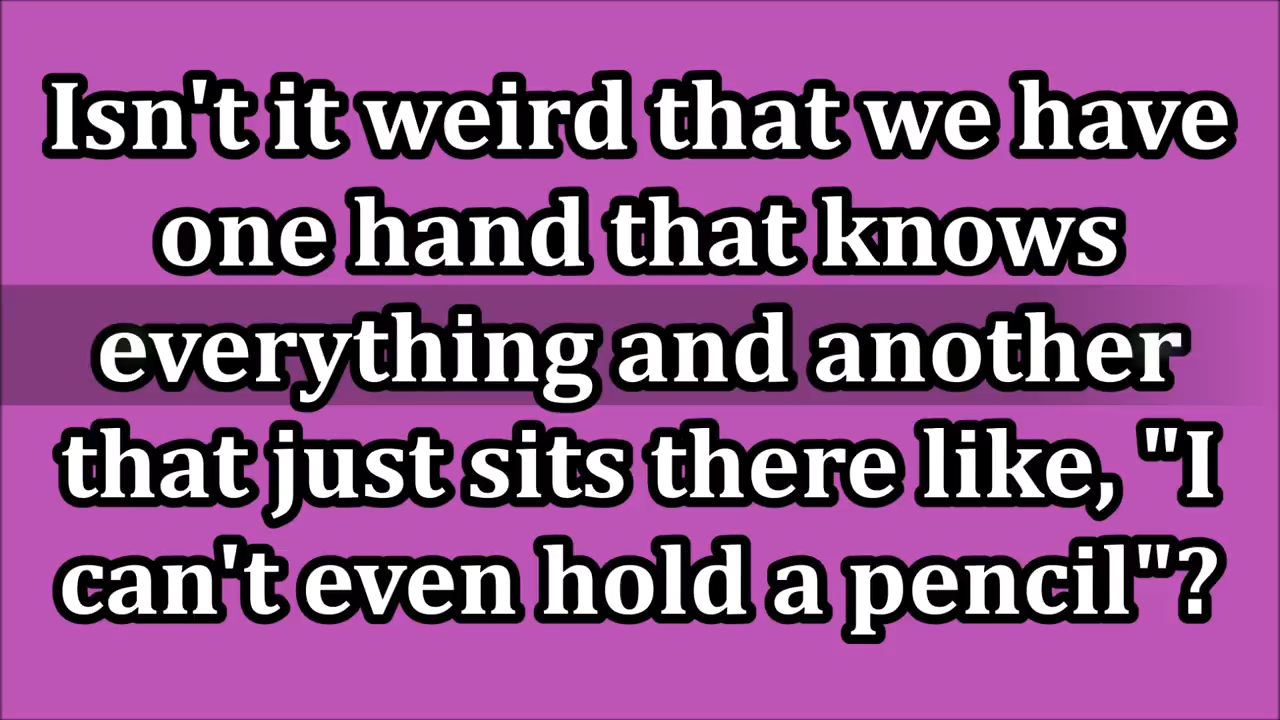 Isn't it weird that we have
one hand that knows
everything and another
that just sits there like, "I
can't even hold a pencil"?